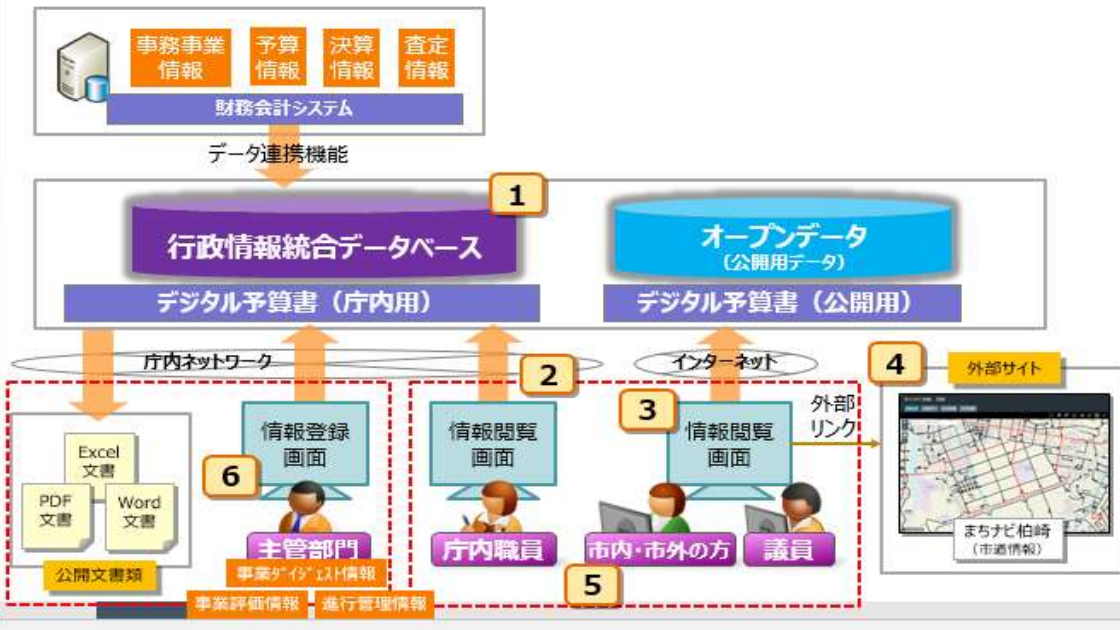 事務事業
情報
予算
情報
決算
情報
査定
情報
財務会計システム
データ連携機能
1
行政情報統合データベース
オープンデータ
(公開用データ)
デジタル予算書（庁内用）
デジタル予算書（公開用）
庁内ネットワーク
インターネット
2
3
4
外部サイト
外部
リンク
Excel
文書
PDF
文書
Word
文書
公開文書類
情報登録
画面
6
主管部門
事業ﾀﾞｲｼﾞｪｽﾄ情報
事業評価情報
進行管理情報
情報閲覧
画面
庁内職員
情報閲覧
画面
市内・市外の方
議員
5
まちナビ柏崎
（市道情報）